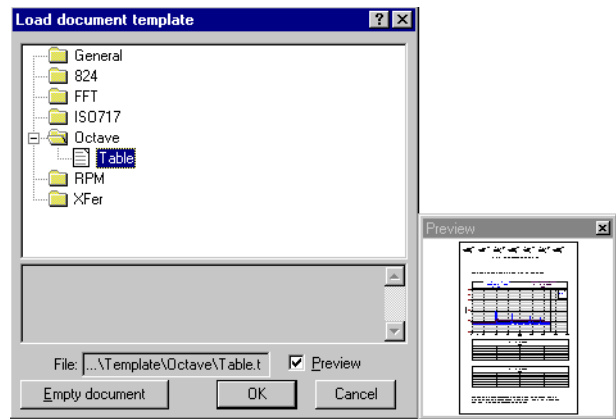 Load document template
General
824
FFT
ISO717
Octave
Table
RPM
XFer
File: ...\Template\Octave\Table.t
Preview
Empty document
OK
Cancel
Preview